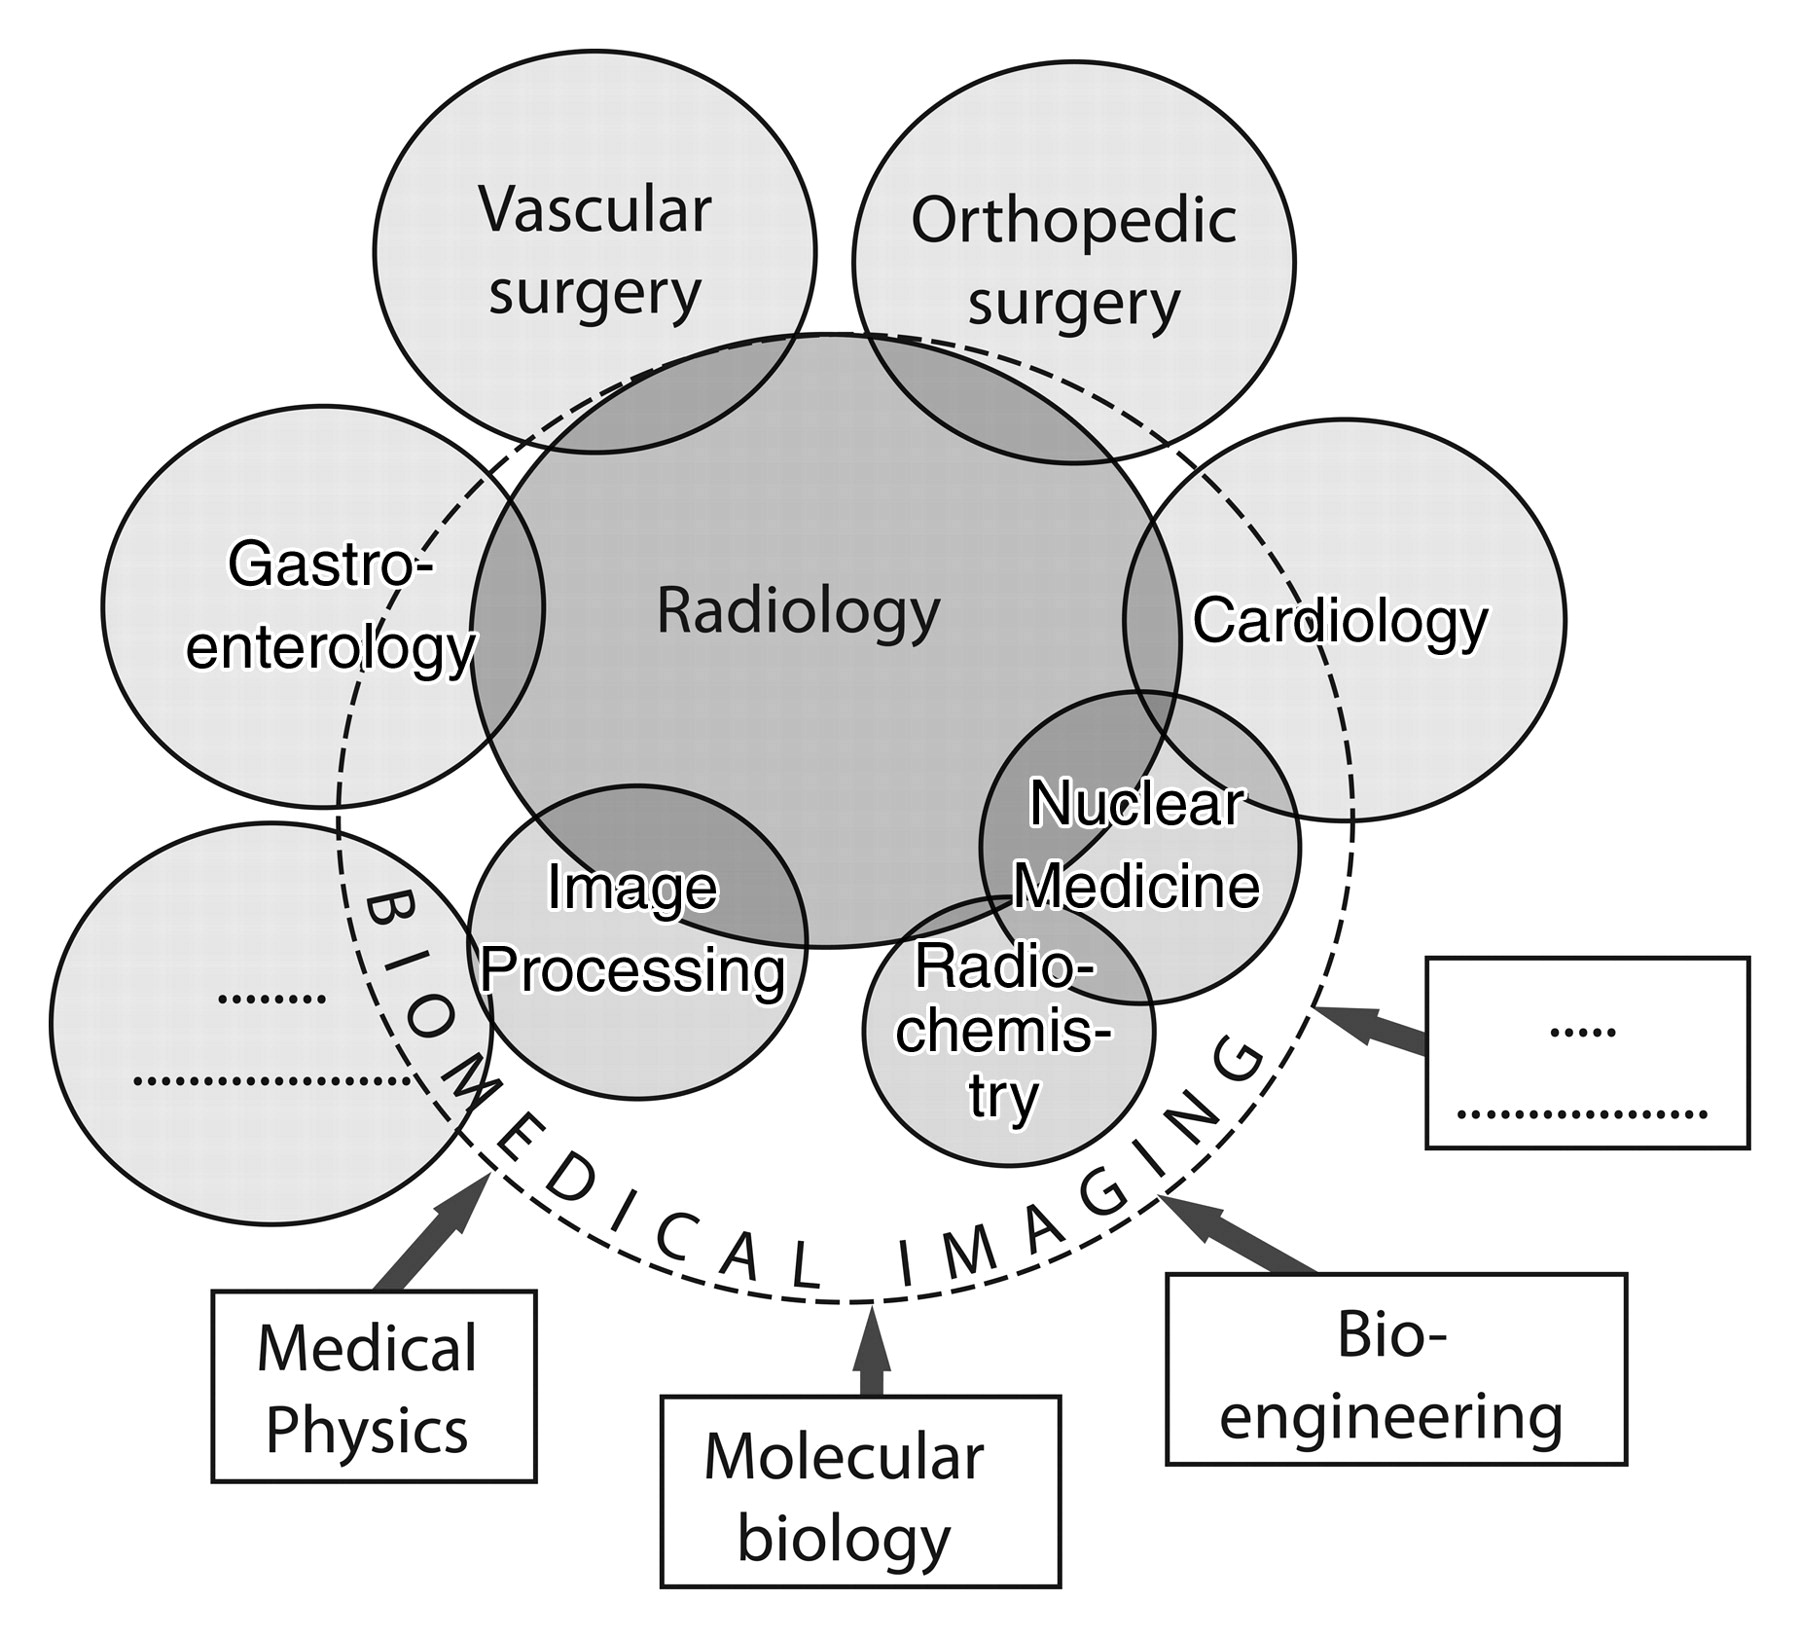 Vascular
surgery
Orthopedic
surgery
Gastro-
enterology
Radiology
Cardiology
Nuclear
Medicine
Image
Processing
Radio-
chemis-
try
........
....................
.....
..................
BIOMEDICAL IMAGING
Medical
Physics
Molecular
biology
Bio-
engineering